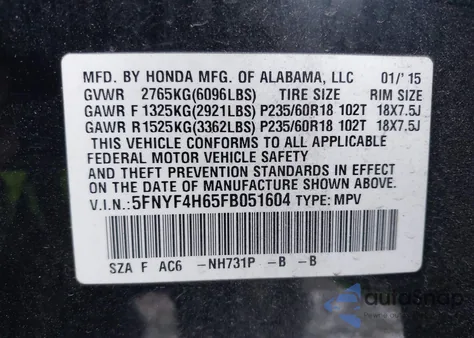 MFD. BY HONDA MFG. OF ALABAMA, LLC 01/'15
GVWR 2765KG(6096LBS) TIRE SIZE RIM SIZE
GAWR F 1325KG(2921LBS) P235/60R18 102T 18X7.5J
GAWR R 1525KG(3362LBS) P235/60R18 102T 18X7.5J
THIS VEHICLE CONFORMS TO ALL APPLICABLE
FEDERAL MOTOR VEHICLE SAFETY
AND THEFT PREVENTION STANDARDS IN EFFECT
ON THE DATE OF MANUFACTURE SHOWN ABOVE.
V.I.N.:5FNYF4H65FB051604 TYPE: MPV
SZA F AC6 -NH731P -B -B
autosnap